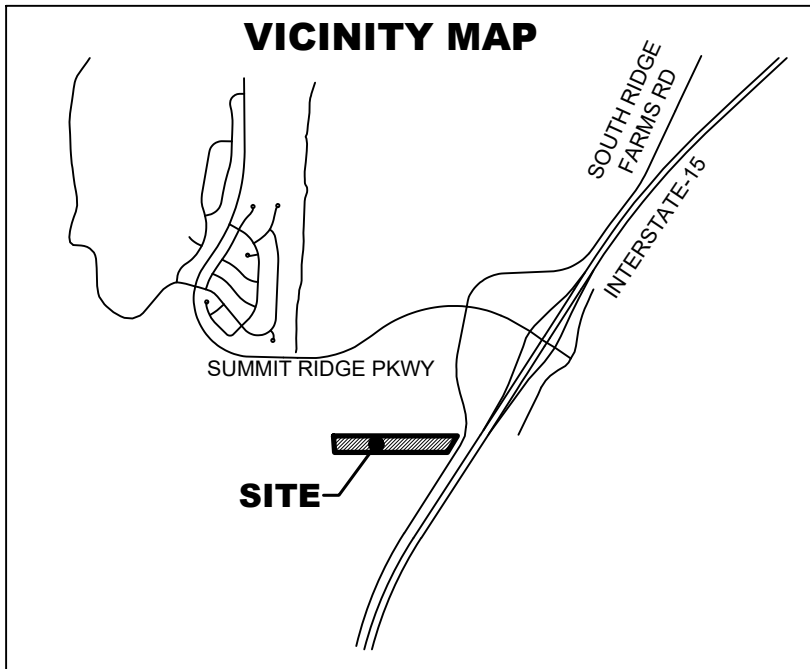 VICINITY MAP
SOUTH RIDGE
FARMS RD
INTERSTATE-15
SUMMIT RIDGE PKWY
SITE